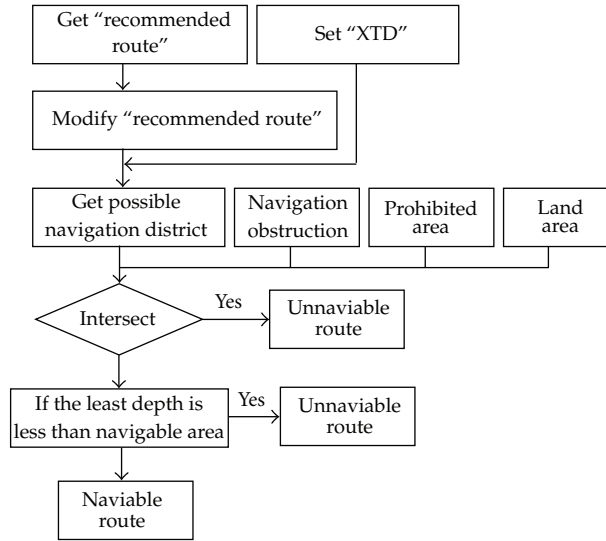 Get “recommended
route”
Set “XTD”
Modify “recommended route”
Get possible
navigation district
Navigation
obstruction
Prohibited
area
Land
area
Intersect
Yes
Unnaviable
route
If the least depth is
less than navigable area
Yes
Unnaviable
route
Naviable
route